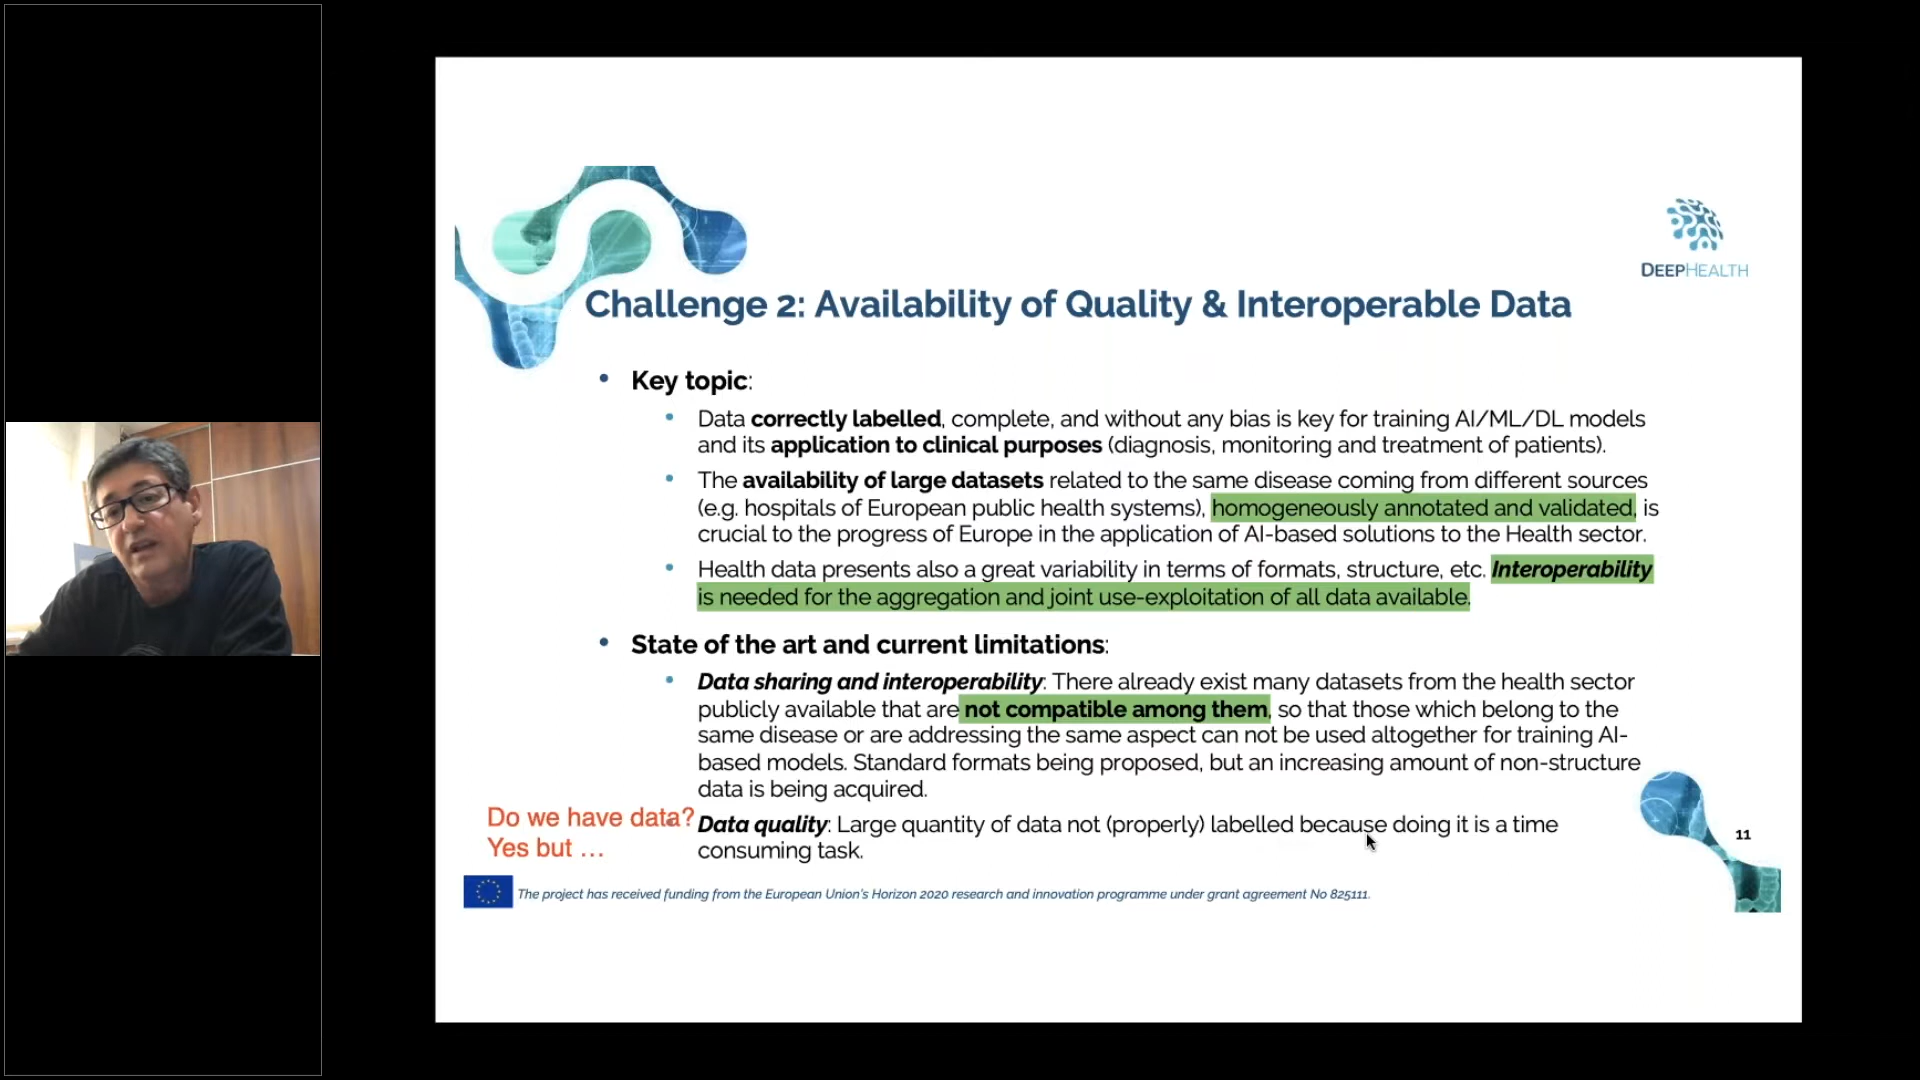 DEEPHEALTH
Challenge 2: Availability of Quality & Interoperable Data
• Key topic:
• Data correctly labelled, complete, and without any bias is key for training AI/ML/DL models
and its application to clinical purposes (diagnosis, monitoring and treatment of patients).
• The availability of large datasets related to the same disease coming from different sources
(e.g. hospitals of European public health systems), homogeneously annotated and validated, is
crucial to the progress of Europe in the application of AI-based solutions to the Health sector.
• Health data presents also a great variability in terms of formats, structure, etc. Interoperability
is needed for the aggregation and joint use-exploitation of all data available.
• State of the art and current limitations:
• Data sharing and interoperability: There already exist many datasets from the health sector
publicly available that are not compatible among them, so that those which belong to the
same disease or are addressing the same aspect can not be used altogether for training AI-
based models. Standard formats being proposed, but an increasing amount of non-structure
data is being acquired.
• Data quality: Large quantity of data not (properly) labelled because doing it is a time
consuming task.
Do we have data?
Yes but ...
11
The project has received funding from the European Union's Horizon 2020 research and innovation programme under grant agreement No 825111.